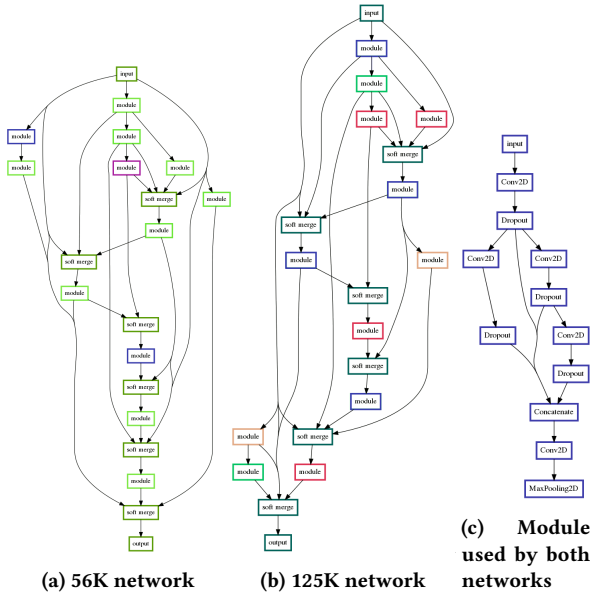 input
module
module
module
module
module
module
module
soft merge
module
module
soft merge
module
soft merge
module
soft merge
module
soft merge
module
soft merge
output
(a) 56K network
input
module
module
module
module
soft merge
module
soft merge
module
module
soft merge
module
soft merge
module
module
soft merge
module
module
soft merge
output
(b) 125K network
input
Conv2D
Dropout
Conv2D
Conv2D
Dropout
Dropout
Conv2D
Dropout
Concatenate
Conv2D
MaxPooling2D
(c) Module
used by both
networks